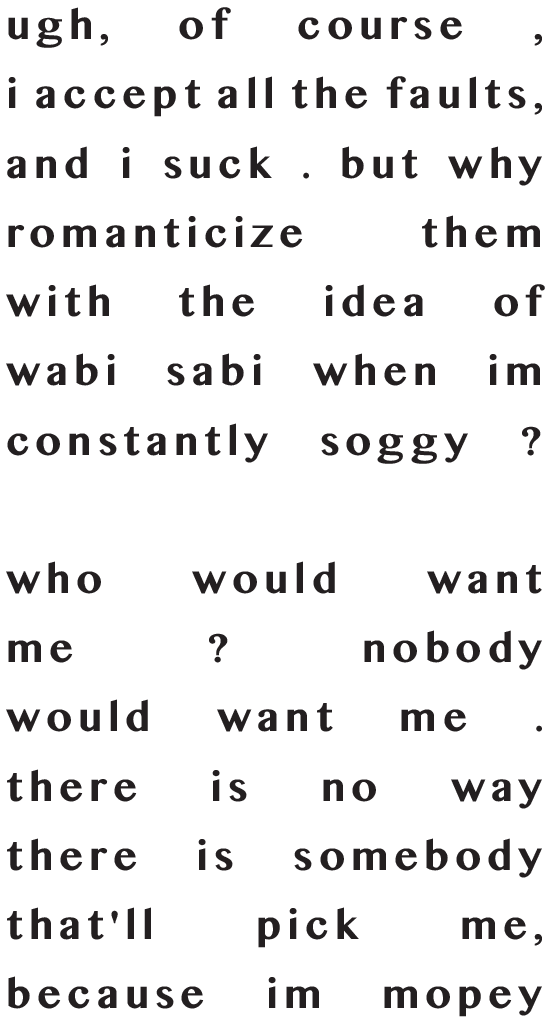 ugh, of course ,
i accept all the faults,
and i suck . but why
romanticize them
with the idea of
wabi sabi when im
constantly soggy ?

who would want
me ? nobody
would want me .
there is no way
there is somebody
that'll pick me,
because im mopey